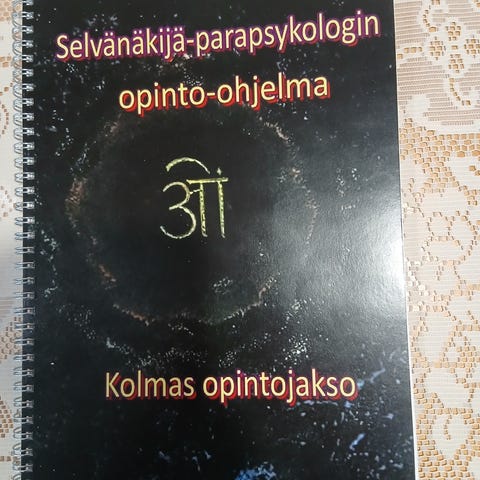 Selvänäkijä-parapsykologin
opinto-ohjelma
ओां
Kolmas opintojakso